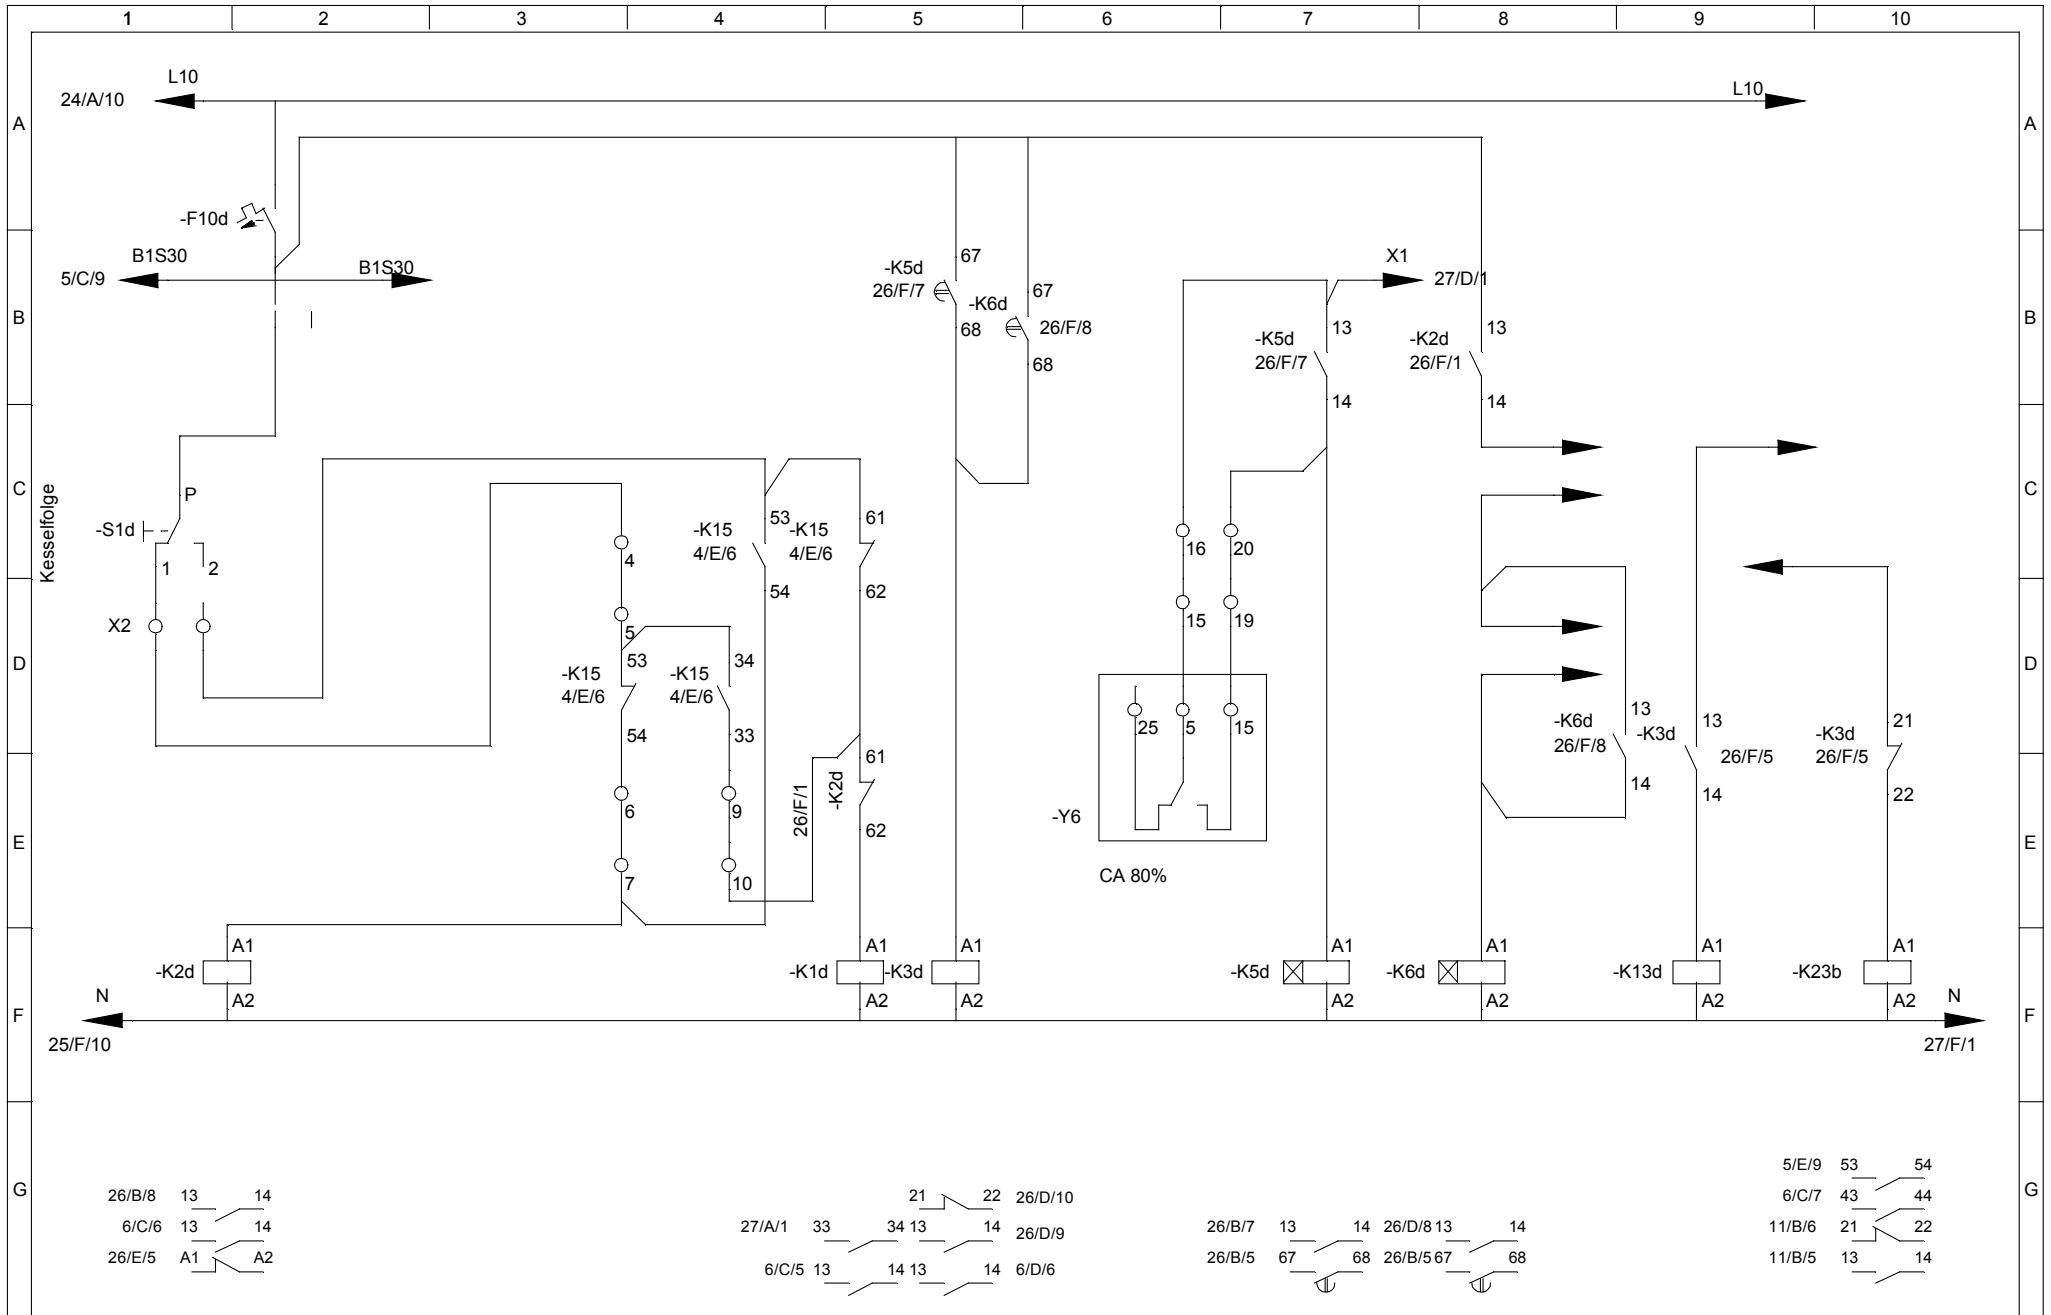 1 2 3 4 5 6 7 8 9 10
L10 L10
24/A/10
A A
-F10d
B1S30 B1S30
5/C/9
67 X1
-K5d 27/D/1
26/F/7 67
-K6d
B B
68 26/F/8 13 13
-K5d -K2d
26/F/7 26/F/1
68
14 14
C C
Kesselfolge
P
-S1d
53 61
-K15 -K15
4/E/6 4/E/6
1 2 4 16 20
54 62
X2 5 15 19
D D
53 34
-K15 -K15
4/E/6 4/E/6
54 33
25 5 15
13 13 21
-K6d -K3d -K3d
26/F/8 26/F/5 26/F/5
61
14 14 22
26/F/1 -K2d
6 9
-Y6
62
E E
CA 80%
7 10
A1 A1 A1 A1 A1 A1 A1
-K2d -K1d -K3d -K5d -K6d -K13d -K23b
A2 A2 A2 A2 A2 A2 A2
N N
F F
25/F/10 27/F/1
G G
26/B/8 13 14
6/C/6 13 14
26/E/5 A1 A2
21 22 26/D/10
27/A/1 33 34 13 14 26/D/9
6/C/5 13 14 13 14 6/D/6
26/B/7 13 14 26/D/8 13 14
26/B/5 67 68 26/B/5 67 68
5/E/9 53 54
6/C/7 43 44
11/B/6 21 22
11/B/5 13 14